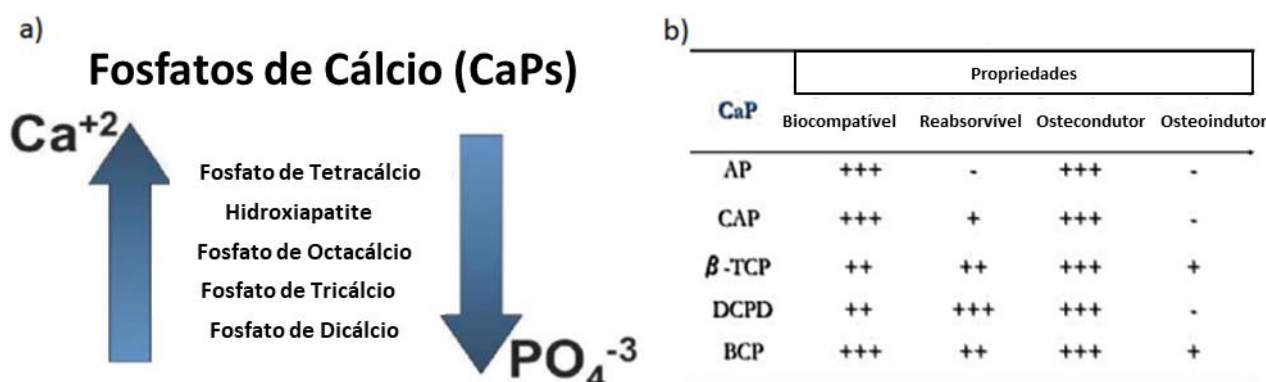 a)
Fosfatos de Cálcio (CaPs)
Ca+2
Fosfato de Tetracálcio
Hidroxiapatite
Fosfato de Octacálcio
Fosfato de Tricálcio
Fosfato de Dicálcio
PO4-3
b)
Propriedades
CaP Biocompatível Reabsorvível Ostecondutor Osteoindutor
AP +++ - +++ -
CAP +++ + +++ -
β-TCP ++ ++ +++ +
DCPD ++ +++ +++ -
BCP +++ ++ +++ +